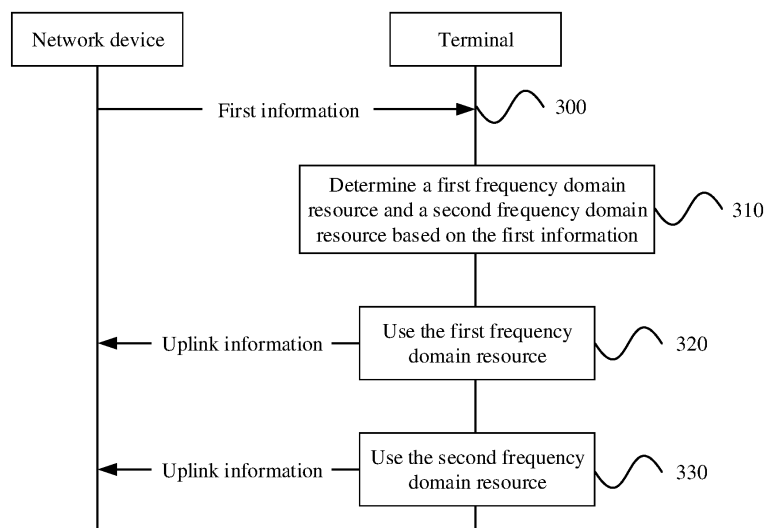 Network device
Terminal
First information
300
Determine a first frequency domain
resource and a second frequency domain
resource based on the first information
310
Uplink information
Use the first frequency
domain resource
320
Uplink information
Use the second frequency
domain resource
330